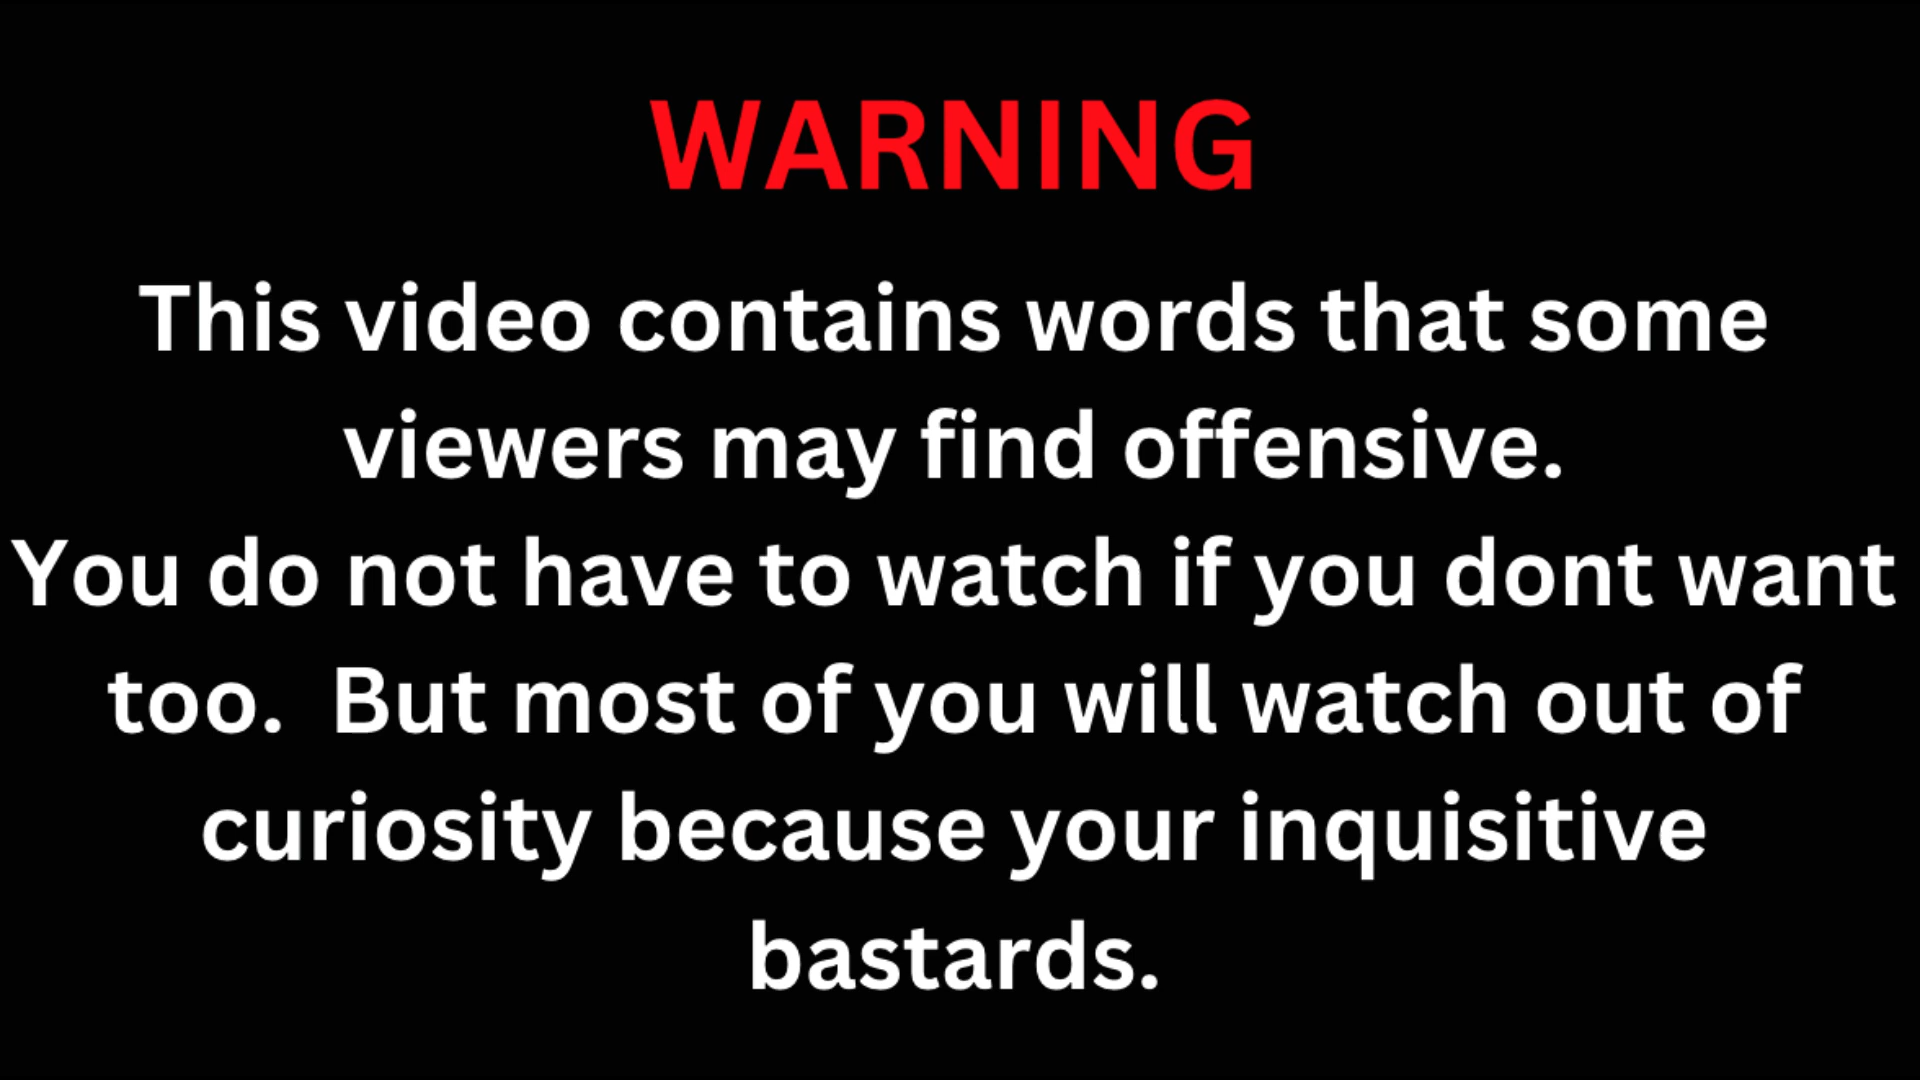 WARNING
This video contains words that some
viewers may find offensive.
You do not have to watch if you dont want
too.  But most of you will watch out of
curiosity because your inquisitive
bastards.